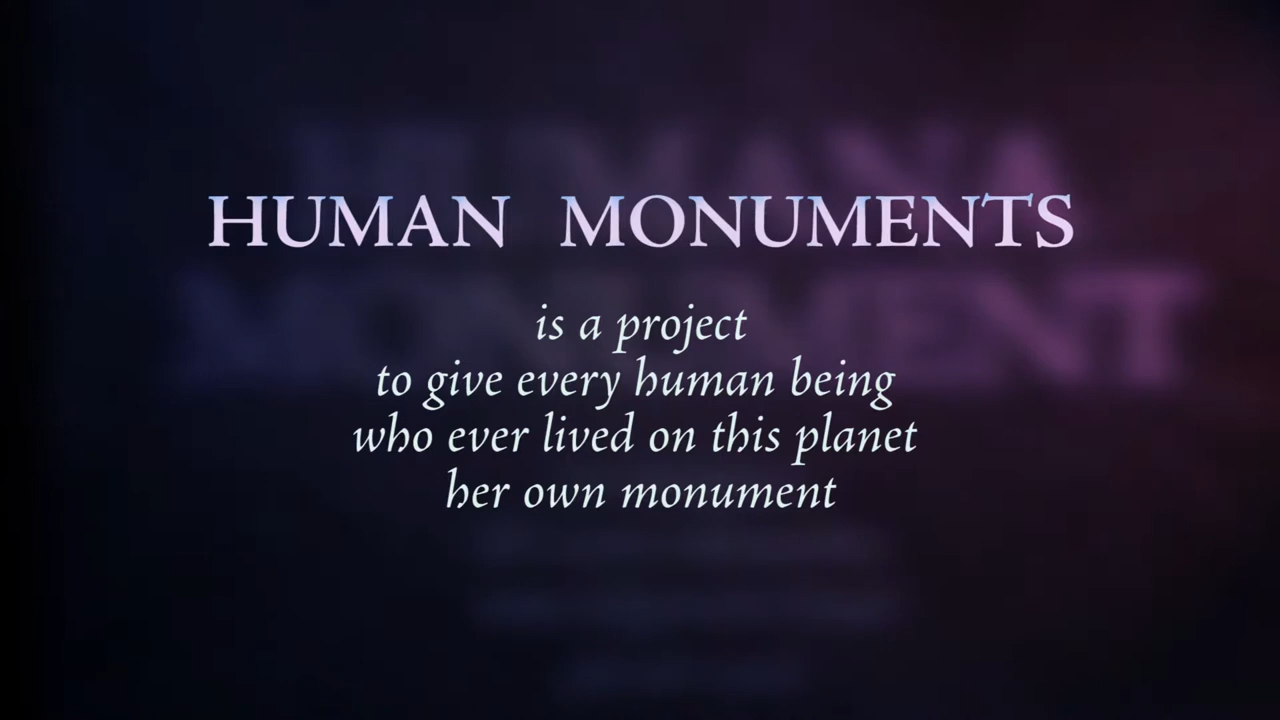 HUMAN MONUMENTS
is a project
to give every human being
who ever lived on this planet
her own monument